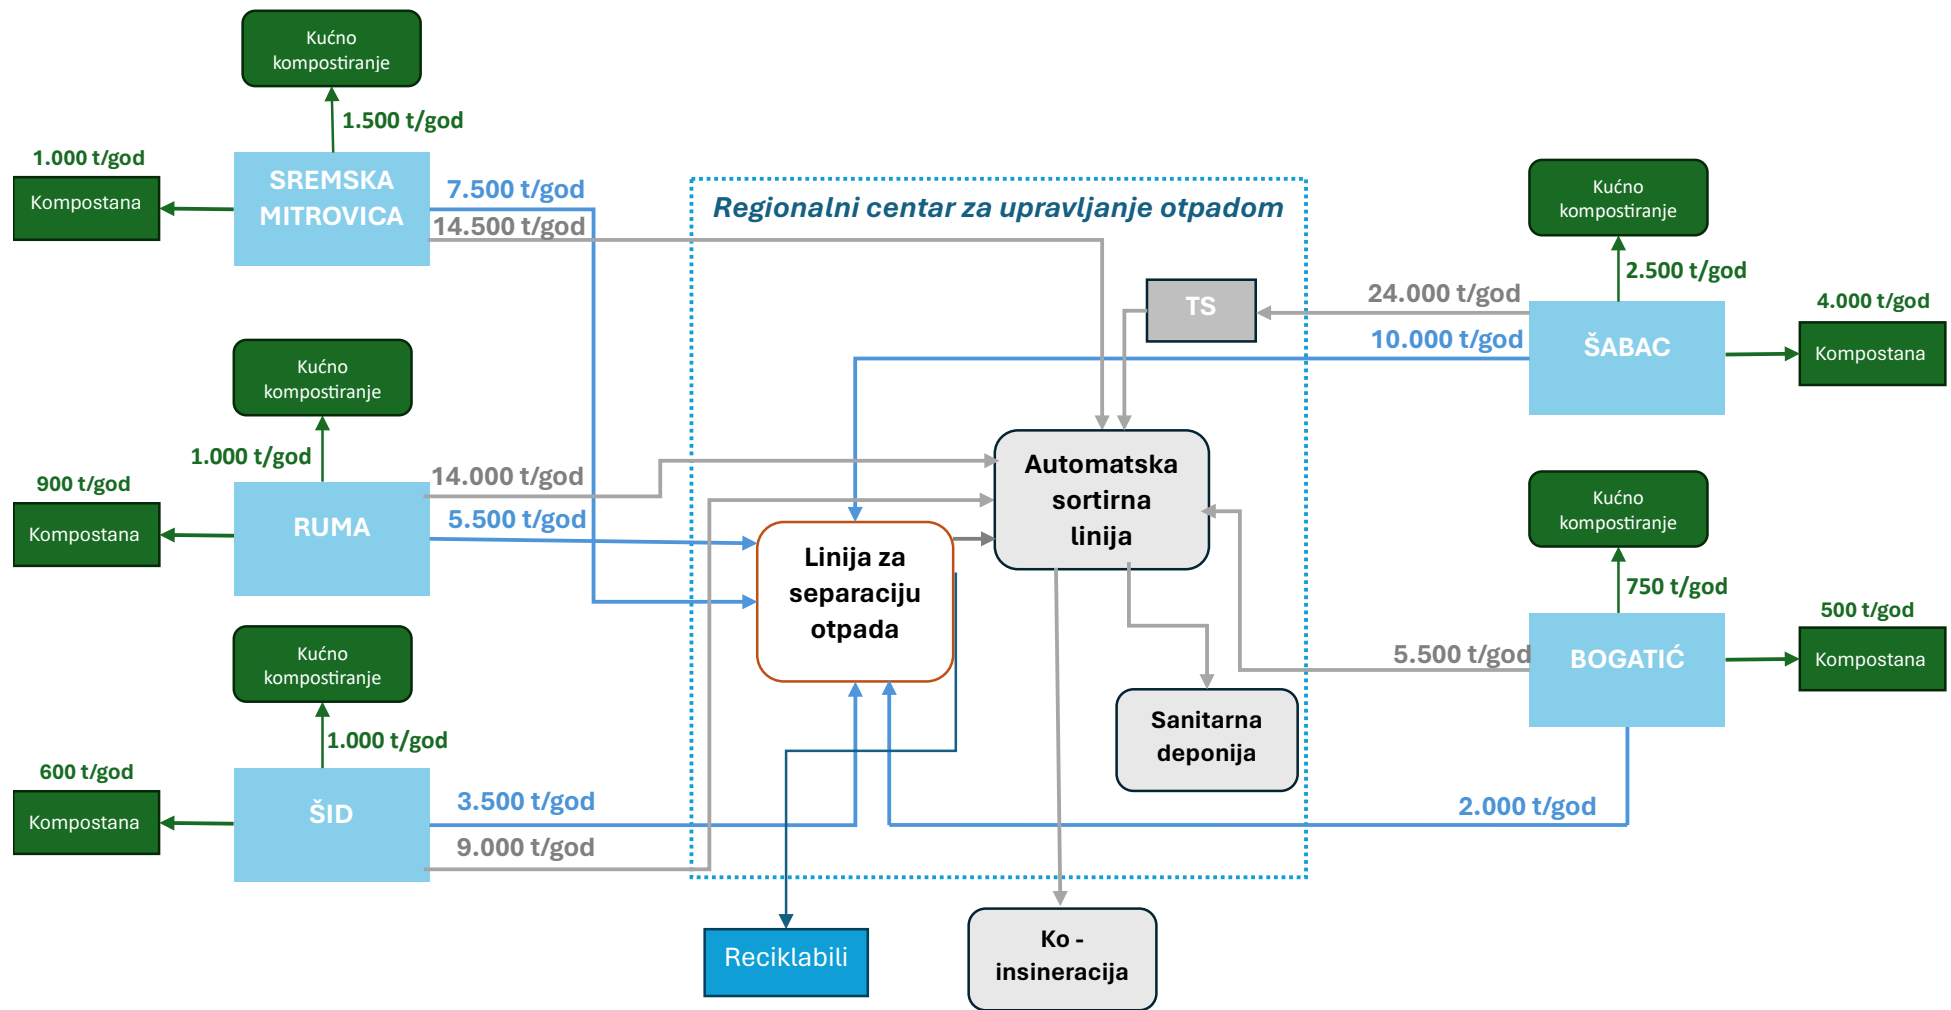 Kućno
kompostiranje
1.500 t/god
1.000 t/god
Kompostana
SREMSKA
MITROVICA
7.500 t/god
14.500 t/god
Regionalni centar za upravljanje otpadom
Kućno
kompostiranje
2.500 t/god
TS
24.000 t/god
10.000 t/god
ŠABAC
4.000 t/god
Kompostana
Kućno
kompostiranje
1.000 t/god
900 t/god
Kompostana
RUMA
14.000 t/god
5.500 t/god
Automatska
sortirna
linija
Linija za
separaciju
otpada
Kućno
kompostiranje
750 t/god
500 t/god
Kompostana
5.500 t/god
BOGATIĆ
2.000 t/god
Kućno
kompostiranje
1.000 t/god
600 t/god
Kompostana
ŠID
3.500 t/god
9.000 t/god
Sanitarna
deponija
Reciklabili
Ko -
insineracija